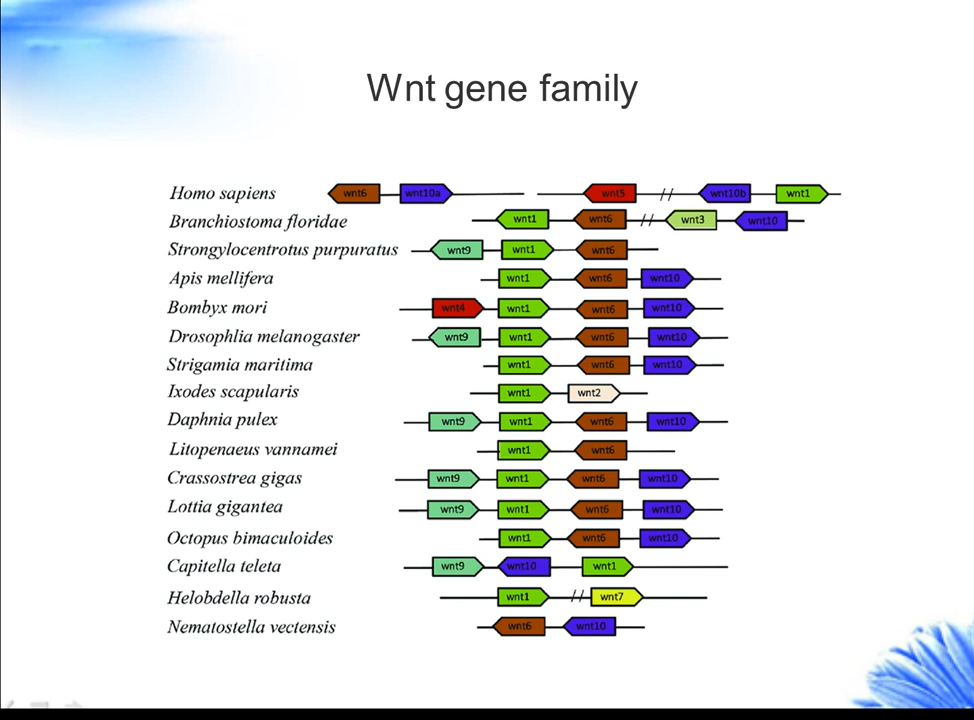 Wnt gene family
Homo sapiens wnt6 wnt10a wnt5 // wnt10b wnt1
Branchiostoma floridae wnt1 wnt6 // wnt3 wnt10
Strongylocentrotus purpuratus wnt9 wnt1 wnt6
Apis mellifera wnt1 wnt6 wnt10
Bombyx mori wnt4 wnt1 wnt6 wnt10
Drosophlia melanogaster wnt9 wnt1 wnt6 wnt10
Strigamia maritima wnt1 wnt6 wnt10
Ixodes scapularis wnt1 wnt2
Daphnia pulex wnt9 wnt1 wnt6 wnt10
Litopenaeus vannamei wnt1 wnt6
Crassostrea gigas wnt9 wnt1 wnt6 wnt10
Lottia gigantea wnt9 wnt1 wnt6 wnt10
Octopus bimaculoides wnt1 wnt6 wnt10
Capitella teleta wnt9 wnt10 wnt1
Helobdella robusta wnt1 // wnt7
Nematostella vectensis wnt6 wnt10